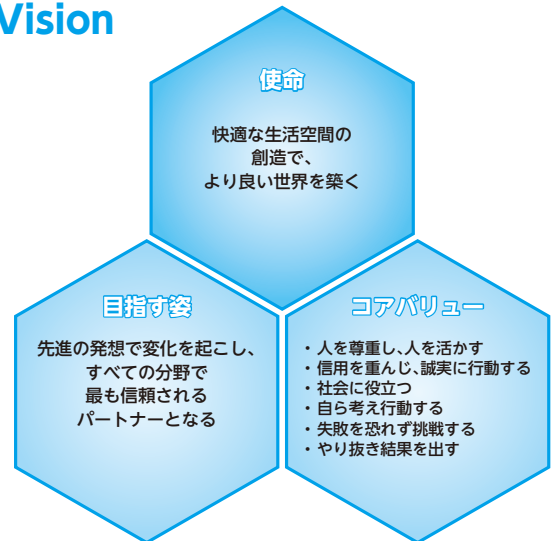 Vision
使命
快適な生活空間の
創造で、
より良い世界を築く
目指す姿
先進の発想で変化を起こし、
すべての分野で
最も信頼される
パートナーとなる
コアバリュー
・人を尊重し、人を活かす
・信用を重んじ、誠実に行動する
・社会に役立つ
・自ら考え行動する
・失敗を恐れず挑戦する
・やり抜き結果を出す